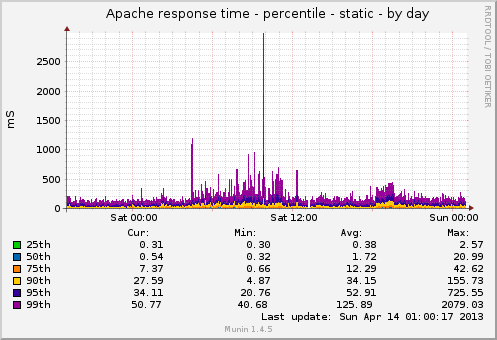 Apache response time - percentile - static - by day
RRDTOOL / TOBI OETIKER
mS
2500
2000
1500
1000
500
0
Sat 00:00 Sat 12:00 Sun 00:00
Cur: Min: Avg: Max:
25th 0.31 0.30 0.38 2.57
50th 0.54 0.32 1.72 20.99
75th 7.37 0.66 12.29 42.62
90th 27.59 4.87 34.15 155.73
95th 34.11 20.76 52.91 725.55
99th 50.77 40.68 125.89 2079.03
Last update: Sun Apr 14 01:00:17 2013
Munin 1.4.5